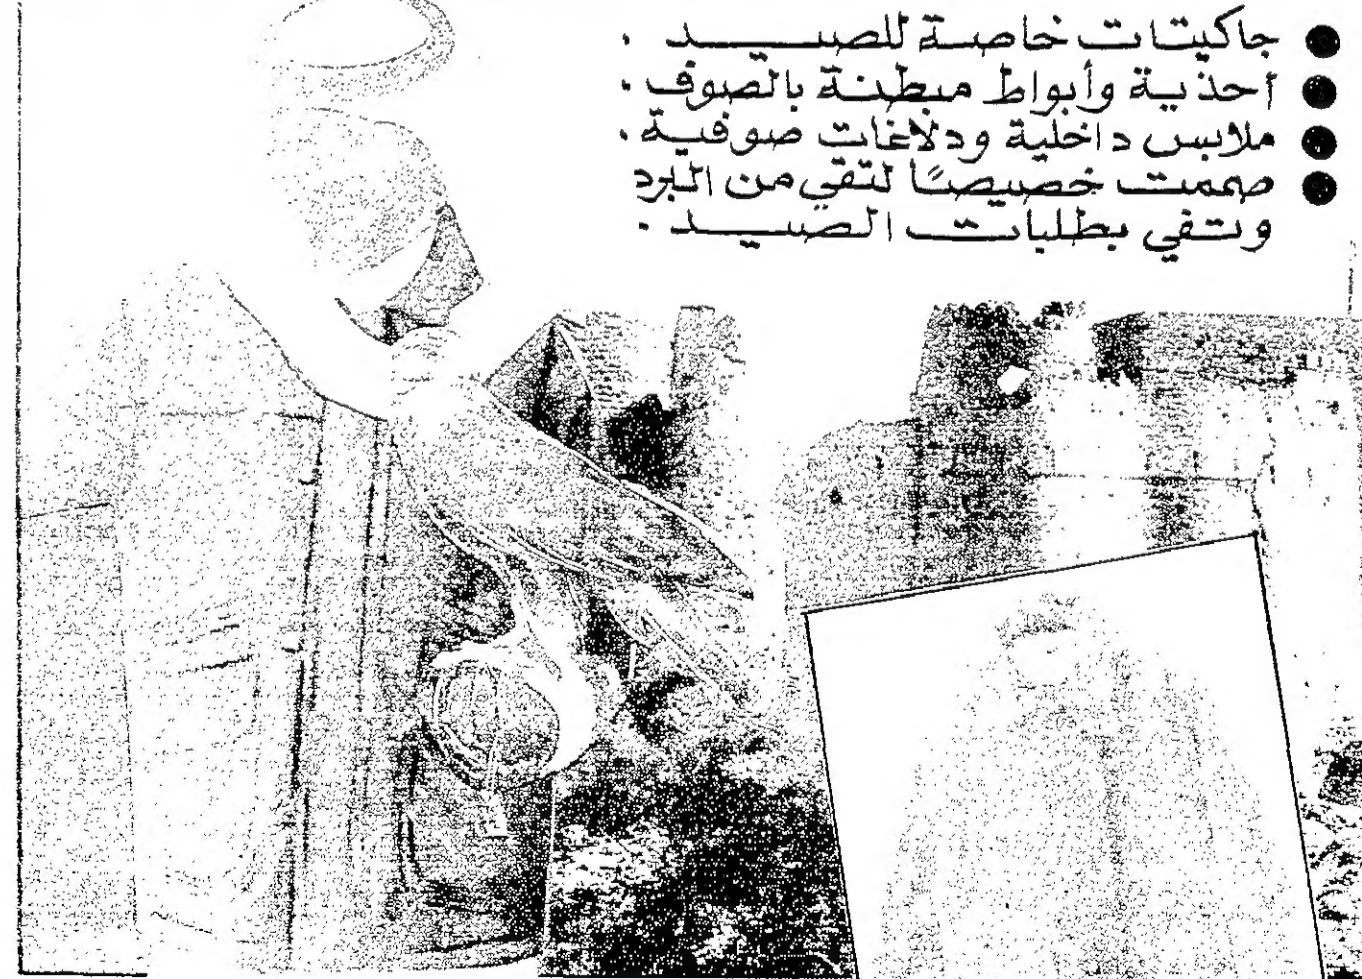 ● جاكيتات خاصة للصيد .
● أحذية وأبواط مبطنة بالصوف .
● ملابس داخلية ودلاغات صوفية .
● صممت خصيصًا لتقي من البرد
وتفي بطلبات الصيد .